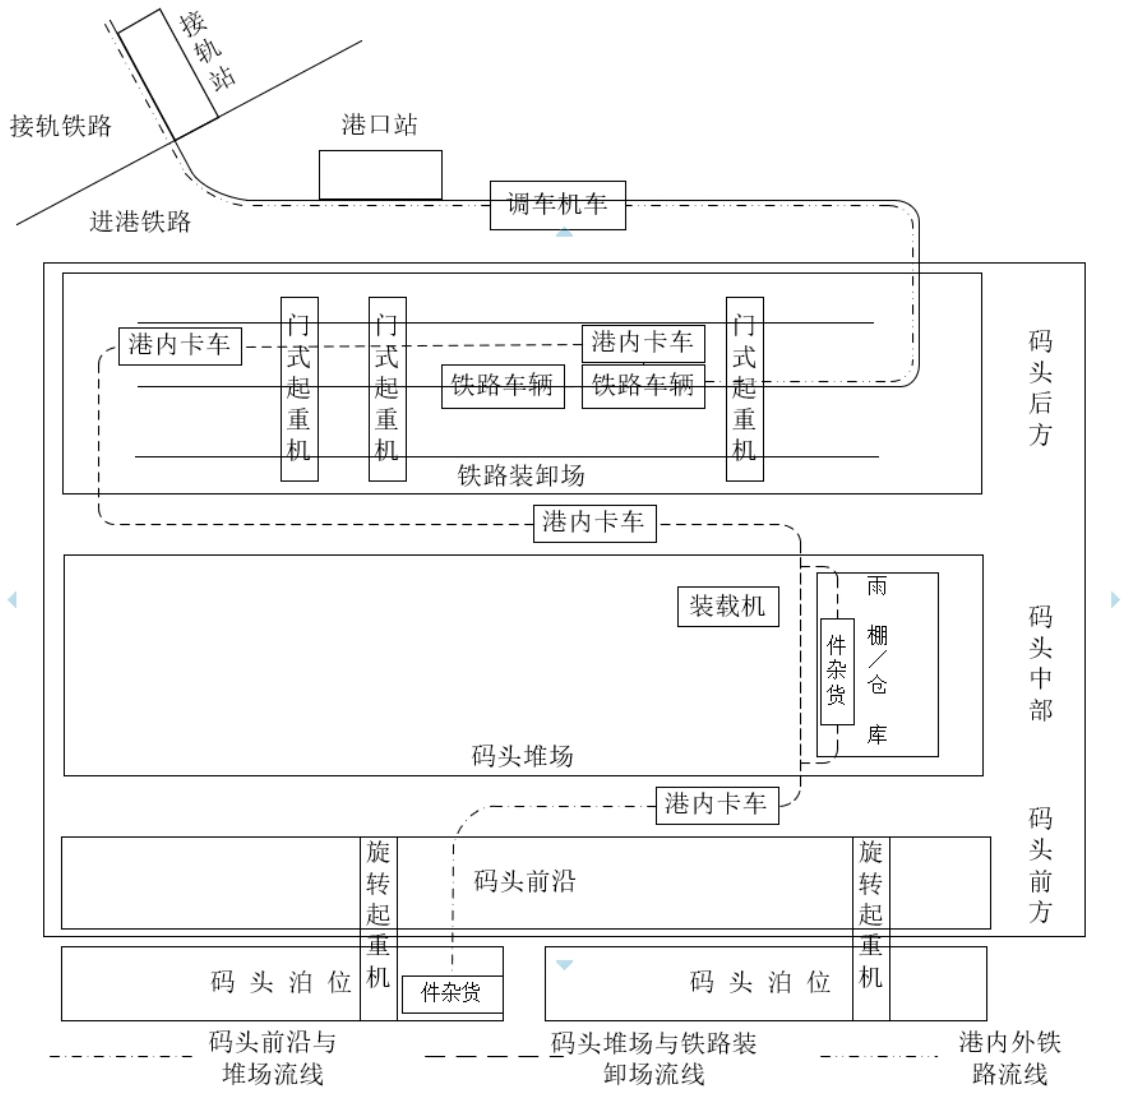 接轨站
接轨铁路
港口站
调车机车
进港铁路
门式起重机
门式起重机
门式起重机
港内卡车
港内卡车
铁路车辆
铁路车辆
铁路装卸场
码头后方
港内卡车
装载机
件杂货
雨棚/仓库
码头中部
码头堆场
港内卡车
码头前方
旋转起重机
码头前沿
旋转起重机
码头泊位
件杂货
码头泊位
码头前沿与
堆场流线
码头堆场与铁路装
卸场流线
港内外铁
路流线